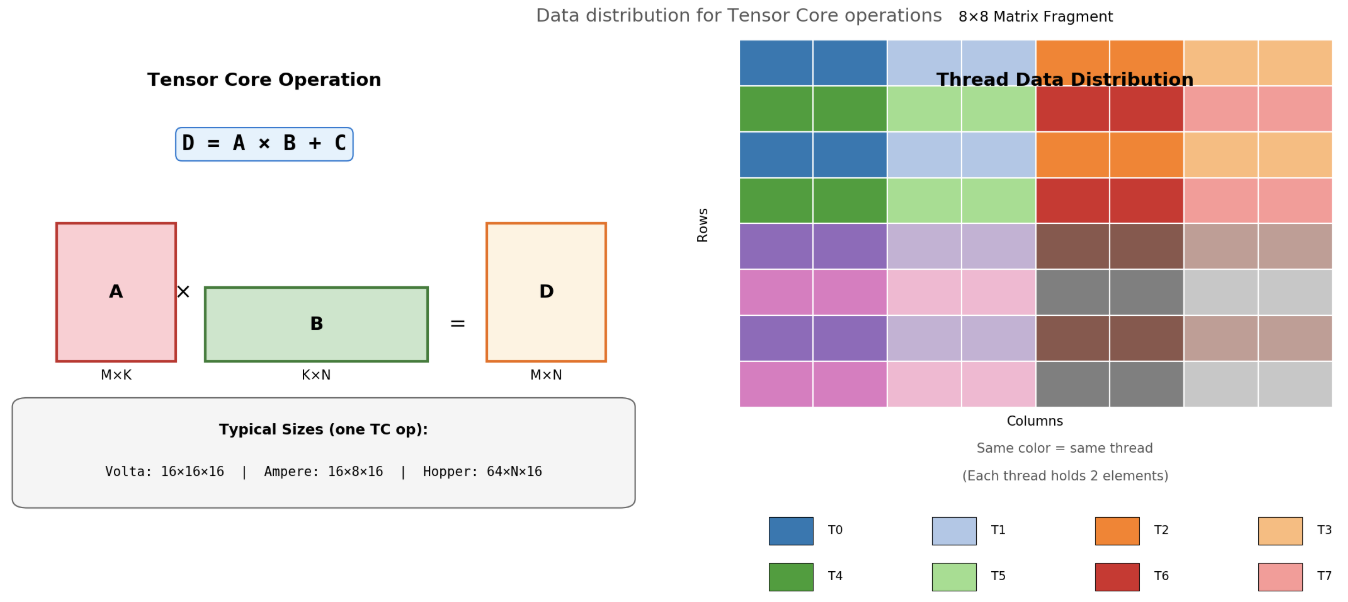 Data distribution for Tensor Core operations
8×8 Matrix Fragment
Tensor Core Operation
D = A × B + C
A
×
B
=
D
M×K
K×N
M×N
Typical Sizes (one TC op):
Volta: 16×16×16 | Ampere: 16×8×16 | Hopper: 64×N×16
Thread Data Distribution
Rows
Columns
Same color = same thread
(Each thread holds 2 elements)
T0 T1 T2 T3
T4 T5 T6 T7